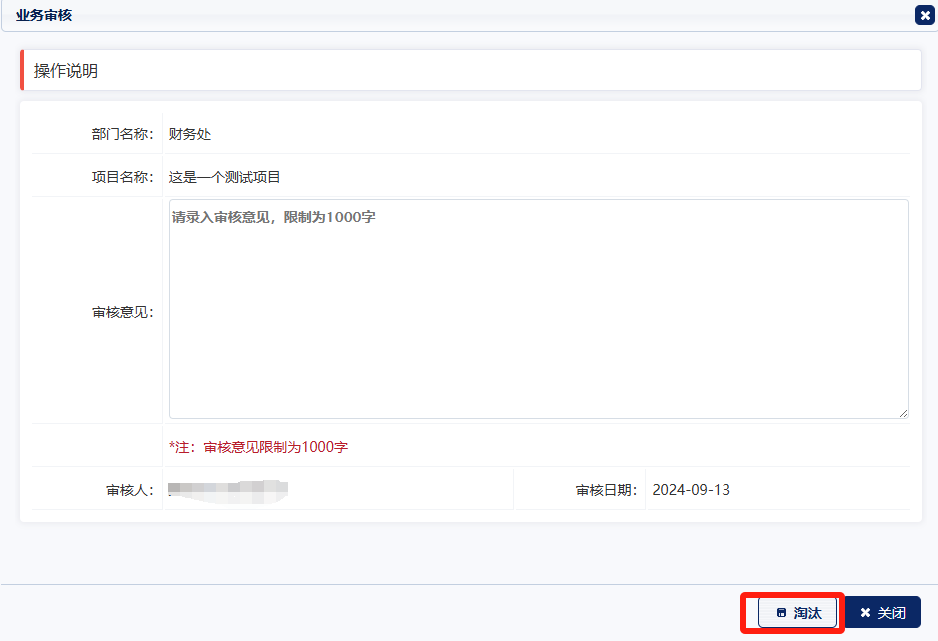 业务审核
操作说明
部门名称： 财务处
项目名称： 这是一个测试项目
请录入审核意见，限制为1000字
审核意见：
*注：审核意见限制为1000字
审核人： 审核日期： 2024-09-13
淘汰 关闭